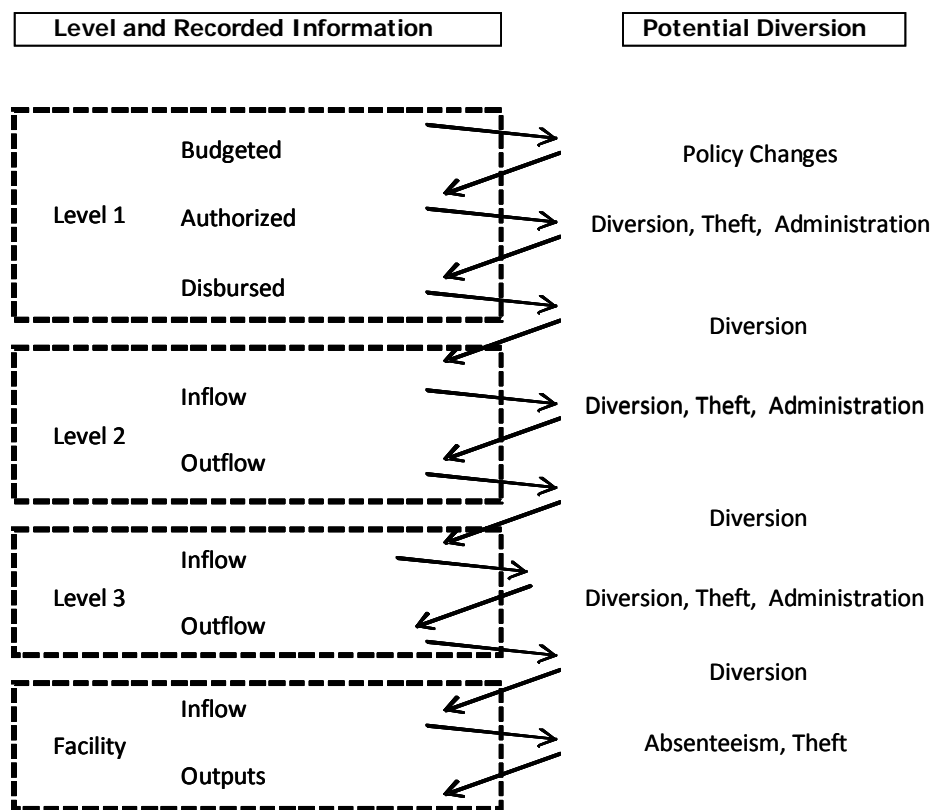 Level and Recorded Information
Potential Diversion
Budgeted
Policy Changes
Level 1
Authorized
Diversion, Theft, Administration
Disbursed
Diversion
Inflow
Diversion, Theft, Administration
Level 2
Outflow
Diversion
Inflow
Level 3
Diversion, Theft, Administration
Outflow
Diversion
Inflow
Facility
Absenteeism, Theft
Outputs